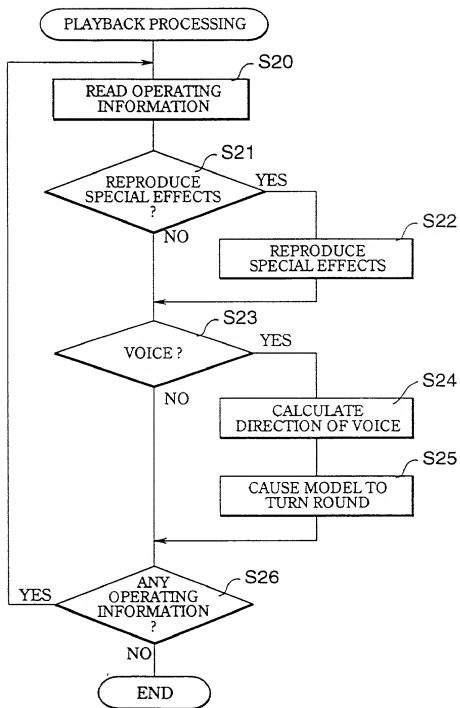 PLAYBACK PROCESSING
S20
READ OPERATING
INFORMATION
S21
REPRODUCE
SPECIAL EFFECTS
?
YES
NO
S22
REPRODUCE
SPECIAL EFFECTS
S23
VOICE ?
YES
NO
S24
CALCULATE
DIRECTION OF VOICE
S25
CAUSE MODEL TO
TURN ROUND
S26
ANY
OPERATING
INFORMATION
?
YES
NO
END